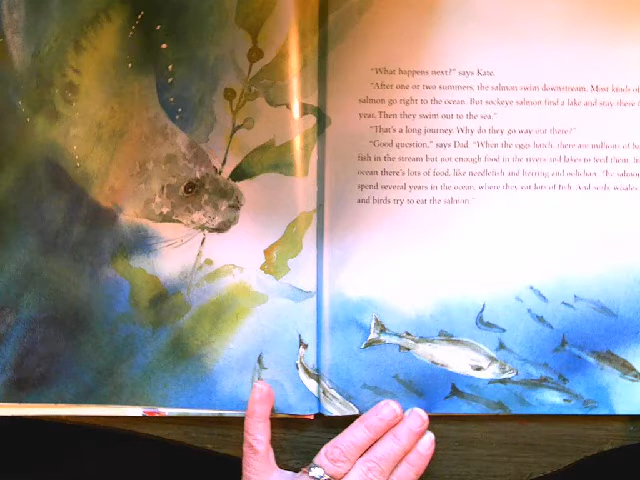 "What happens next?" says Kate.
"After one or two summers, the salmon swim downstream. Most kinds of
salmon go right to the ocean. But sockeye salmon find a lake and stay there
year. Then they swim out to the sea."
"That's a long journey. Why do they go way out there?"
"Good question," says Dad. "When the eggs hatch, there are millions of
fish in the stream but not enough food in the rivers and lakes to feed them.
ocean there's lots of food, like needlefish and herring and oolichan. The salmon
spend several years in the ocean, where they eat lots of fish. And seals, whales
and birds try to eat the salmon."